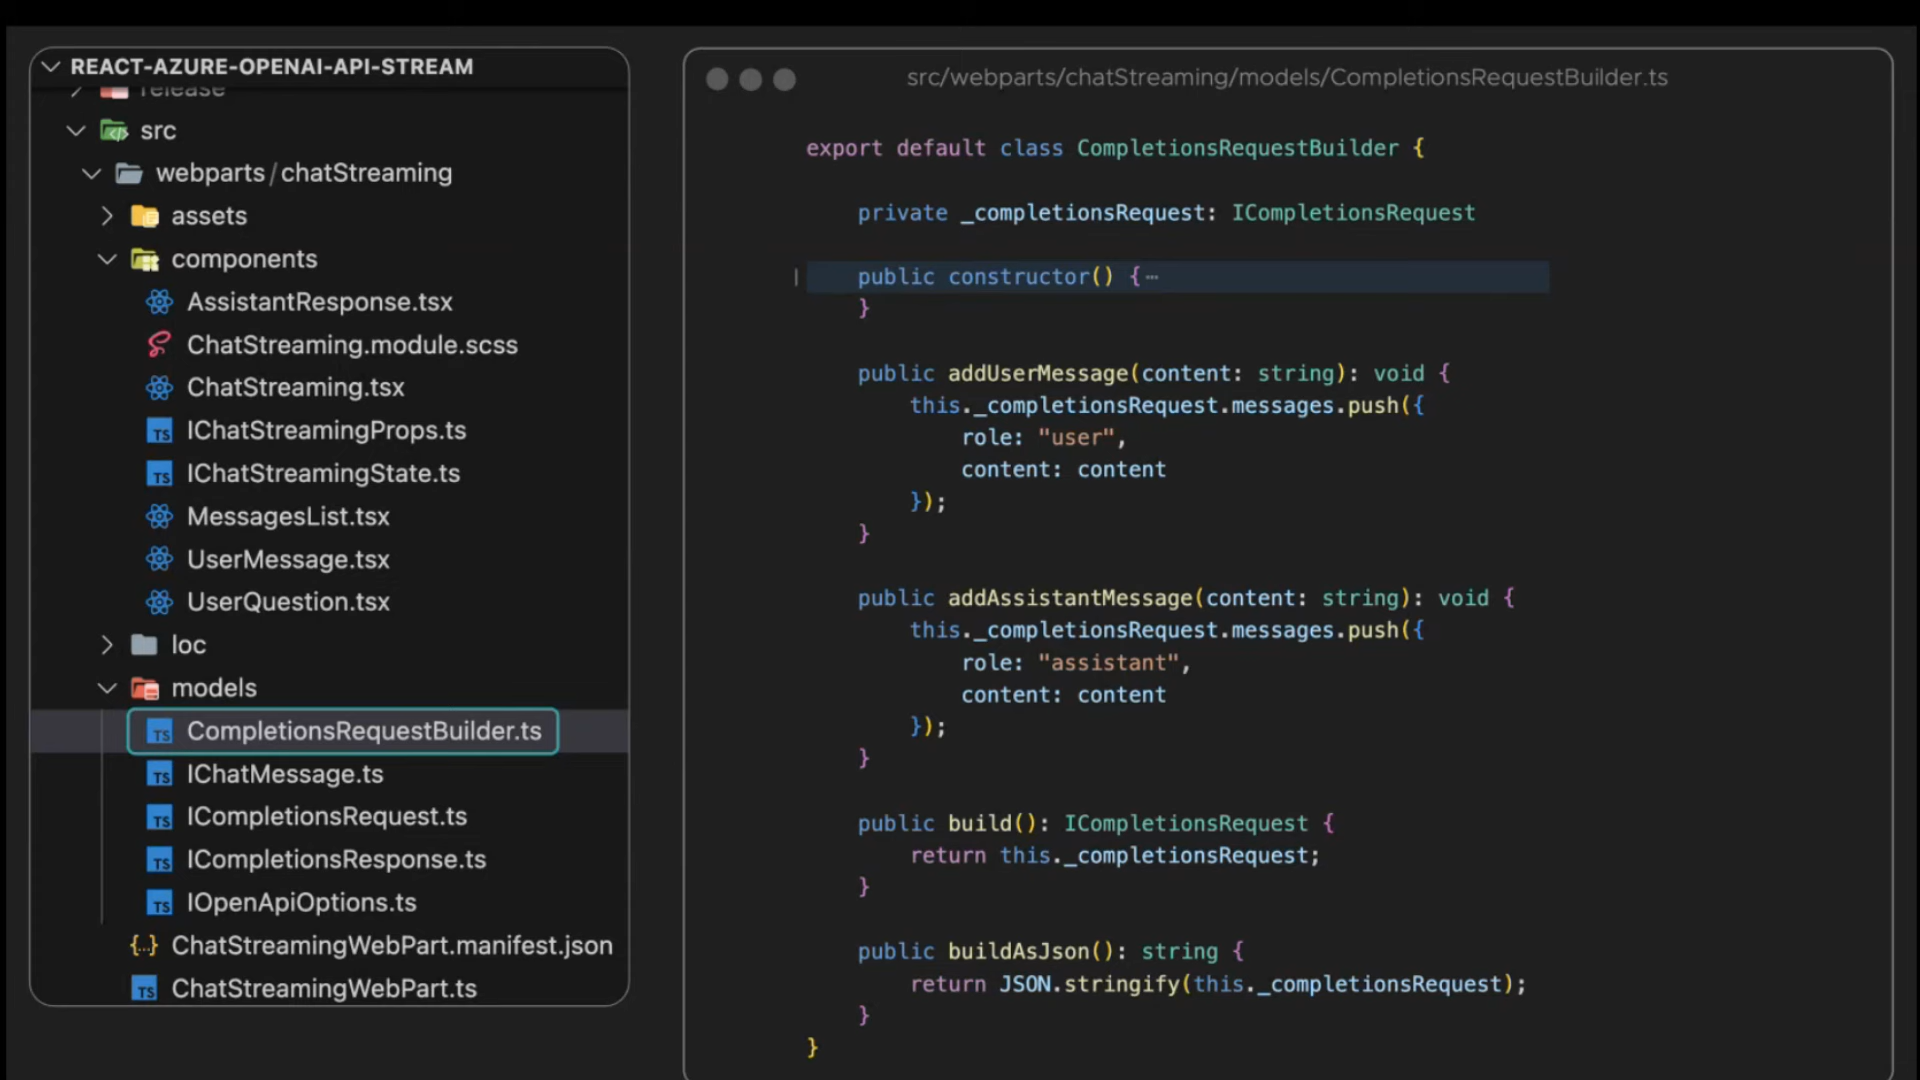 REACT-AZURE-OPENAI-API-STREAM
release
src
webparts/chatStreaming
assets
components
AssistantResponse.tsx
ChatStreaming.module.scss
ChatStreaming.tsx
IChatStreamingProps.ts
IChatStreamingState.ts
MessagesList.tsx
UserMessage.tsx
UserQuestion.tsx
loc
models
CompletionsRequestBuilder.ts
IChatMessage.ts
ICompletionsRequest.ts
ICompletionsResponse.ts
IOpenApiOptions.ts
ChatStreamingWebPart.manifest.json
ChatStreamingWebPart.ts
src/webparts/chatStreaming/models/CompletionsRequestBuilder.ts
export default class CompletionsRequestBuilder {
private _completionsRequest: ICompletionsRequest
public constructor() {⋯
}
public addUserMessage(content: string): void {
this._completionsRequest.messages.push({
role: "user",
content: content
});
}
public addAssistantMessage(content: string): void {
this._completionsRequest.messages.push({
role: "assistant",
content: content
});
}
public build(): ICompletionsRequest {
return this._completionsRequest;
}
public buildAsJson(): string {
return JSON.stringify(this._completionsRequest);
}
}